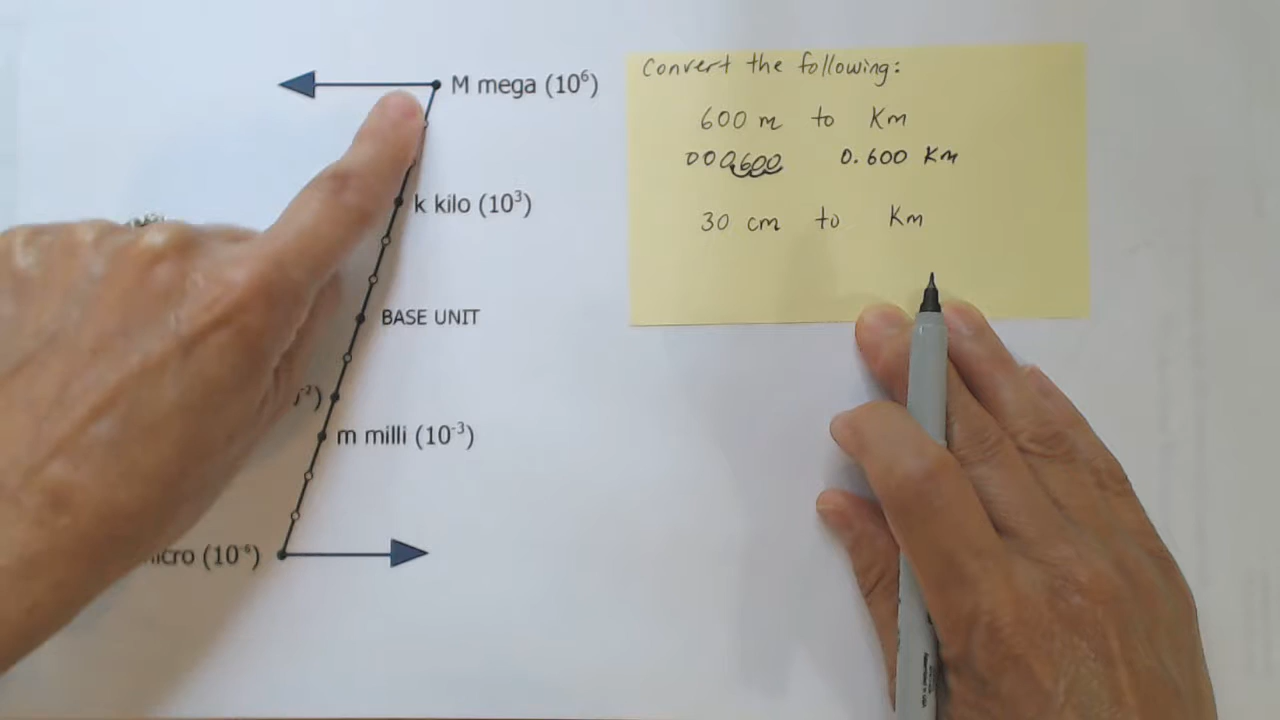 M mega (10⁶)
k kilo (10³)
BASE UNIT
m milli (10⁻³)
(10⁻⁶)
Convert the following:
600 m to Km
000600 0.600 Km
30 cm to Km